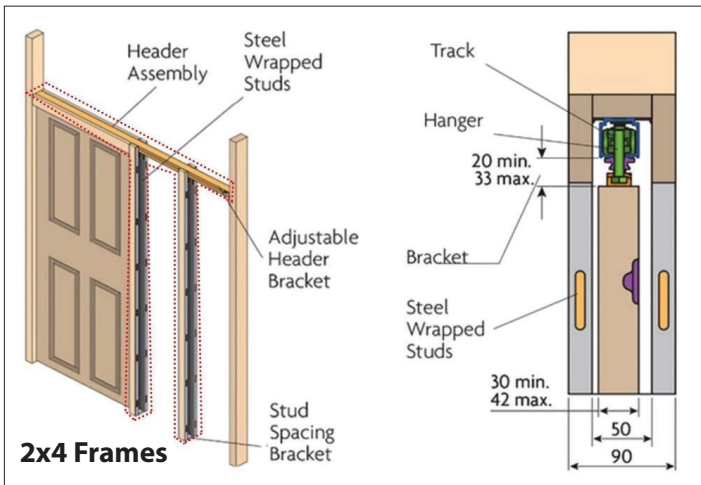 Header
Assembly
Steel
Wrapped
Studs
Adjustable
Header
Bracket
Stud
Spacing
Bracket
2x4 Frames
Track
Hanger
20 min.
33 max.
Bracket
Steel
Wrapped
Studs
30 min.
42 max.
50
90